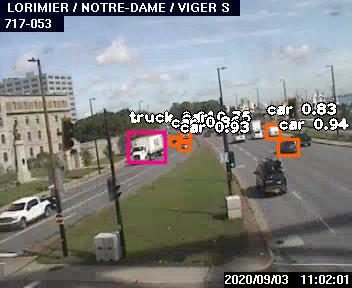 LORIMIER / NOTRE-DAME / VIGER S
717-053
car 0.83
car 0.94
car 0.93
2020/09/03 11:02:01